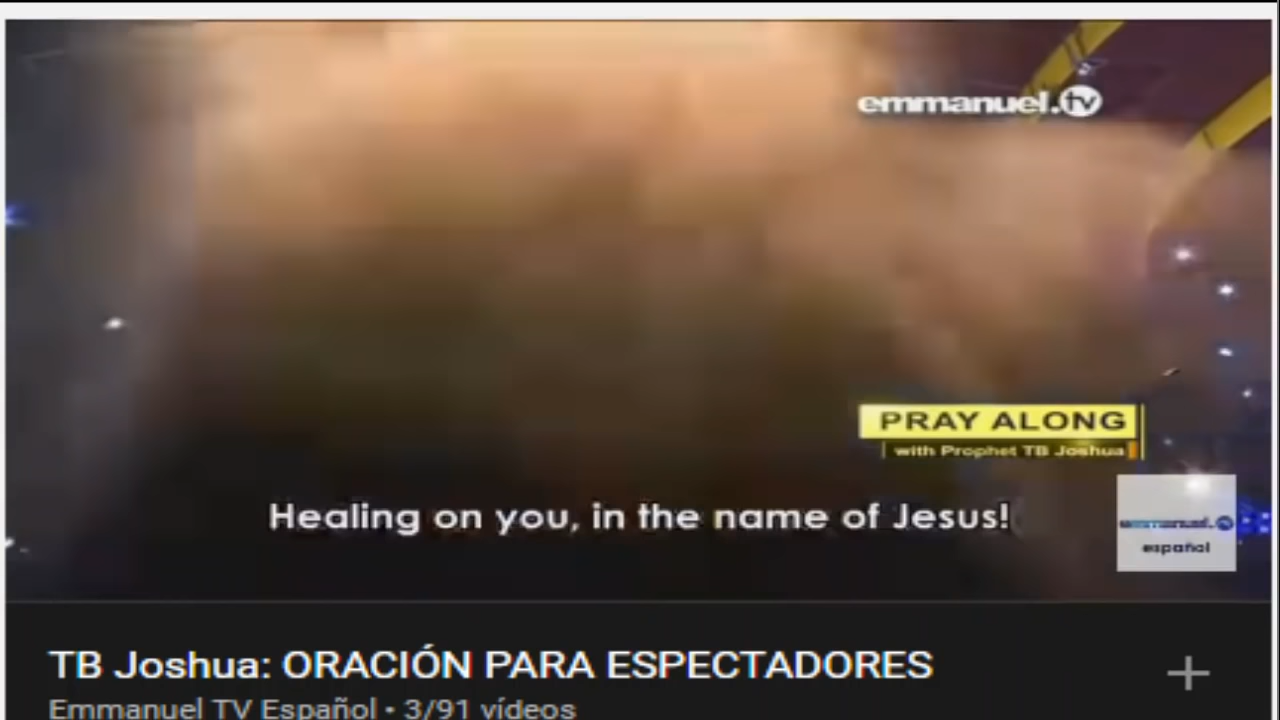 emmanuel.tv
PRAY ALONG
with Prophet TB Joshua
Healing on you, in the name of Jesus!
emmanuel.tv
español
TB Joshua: ORACIÓN PARA ESPECTADORES
Emmanuel TV Español • 3/91 vídeos